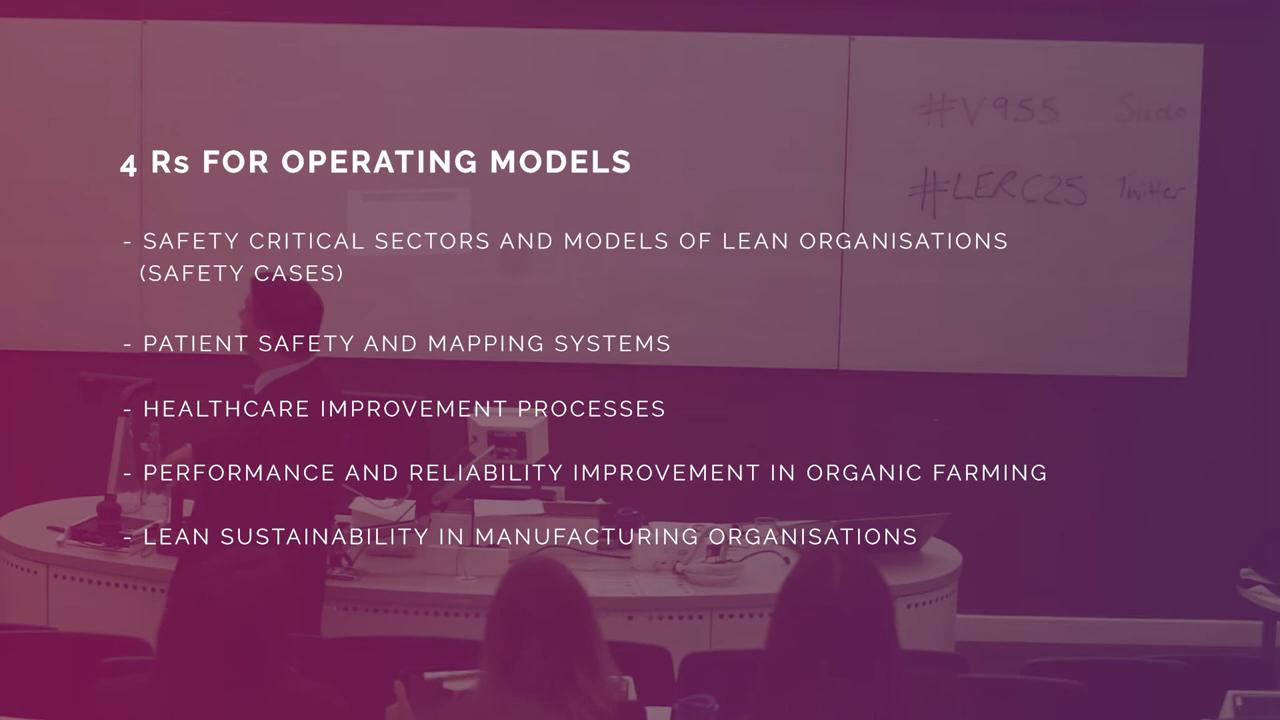 #V955
#LERC25 Twitter
4 Rs FOR OPERATING MODELS
- SAFETY CRITICAL SECTORS AND MODELS OF LEAN ORGANISATIONS
(SAFETY CASES)
- PATIENT SAFETY AND MAPPING SYSTEMS
- HEALTHCARE IMPROVEMENT PROCESSES
- PERFORMANCE AND RELIABILITY IMPROVEMENT IN ORGANIC FARMING
- LEAN SUSTAINABILITY IN MANUFACTURING ORGANISATIONS